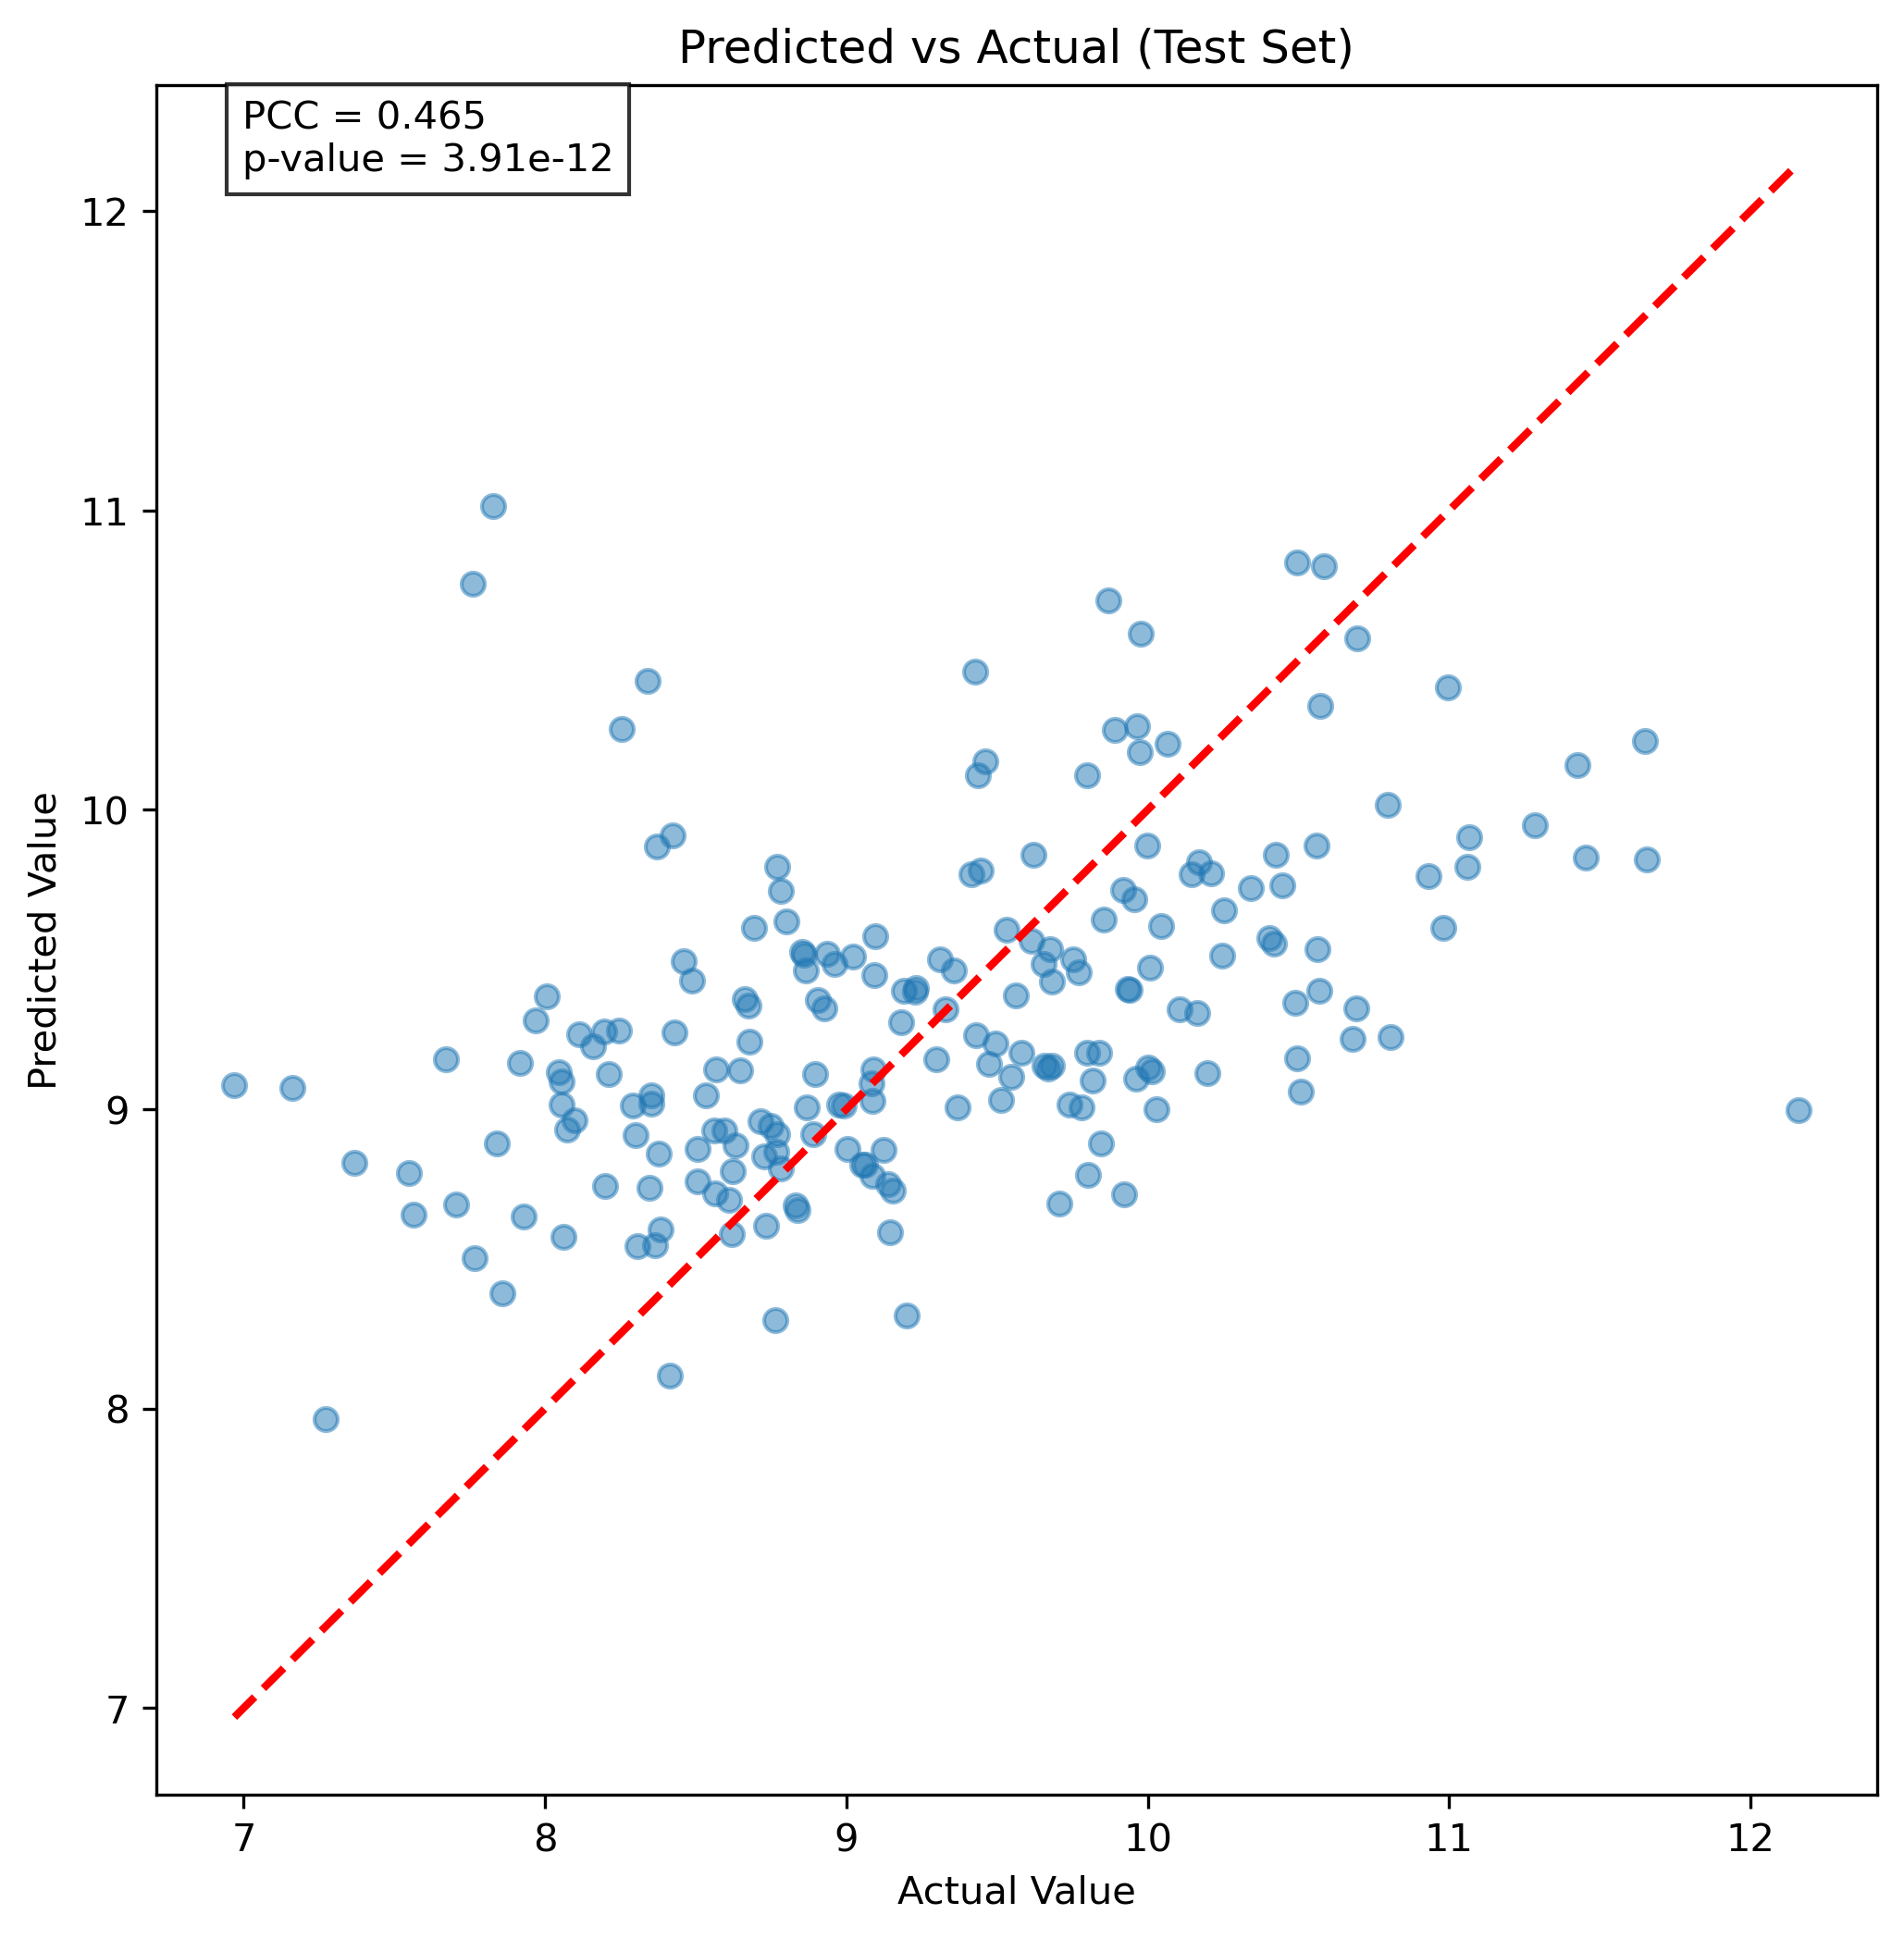 Predicted vs Actual (Test Set)
PCC = 0.465
p-value = 3.91e-12
12
11
10
9
8
7
Predicted Value
7 8 9 10 11 12
Actual Value